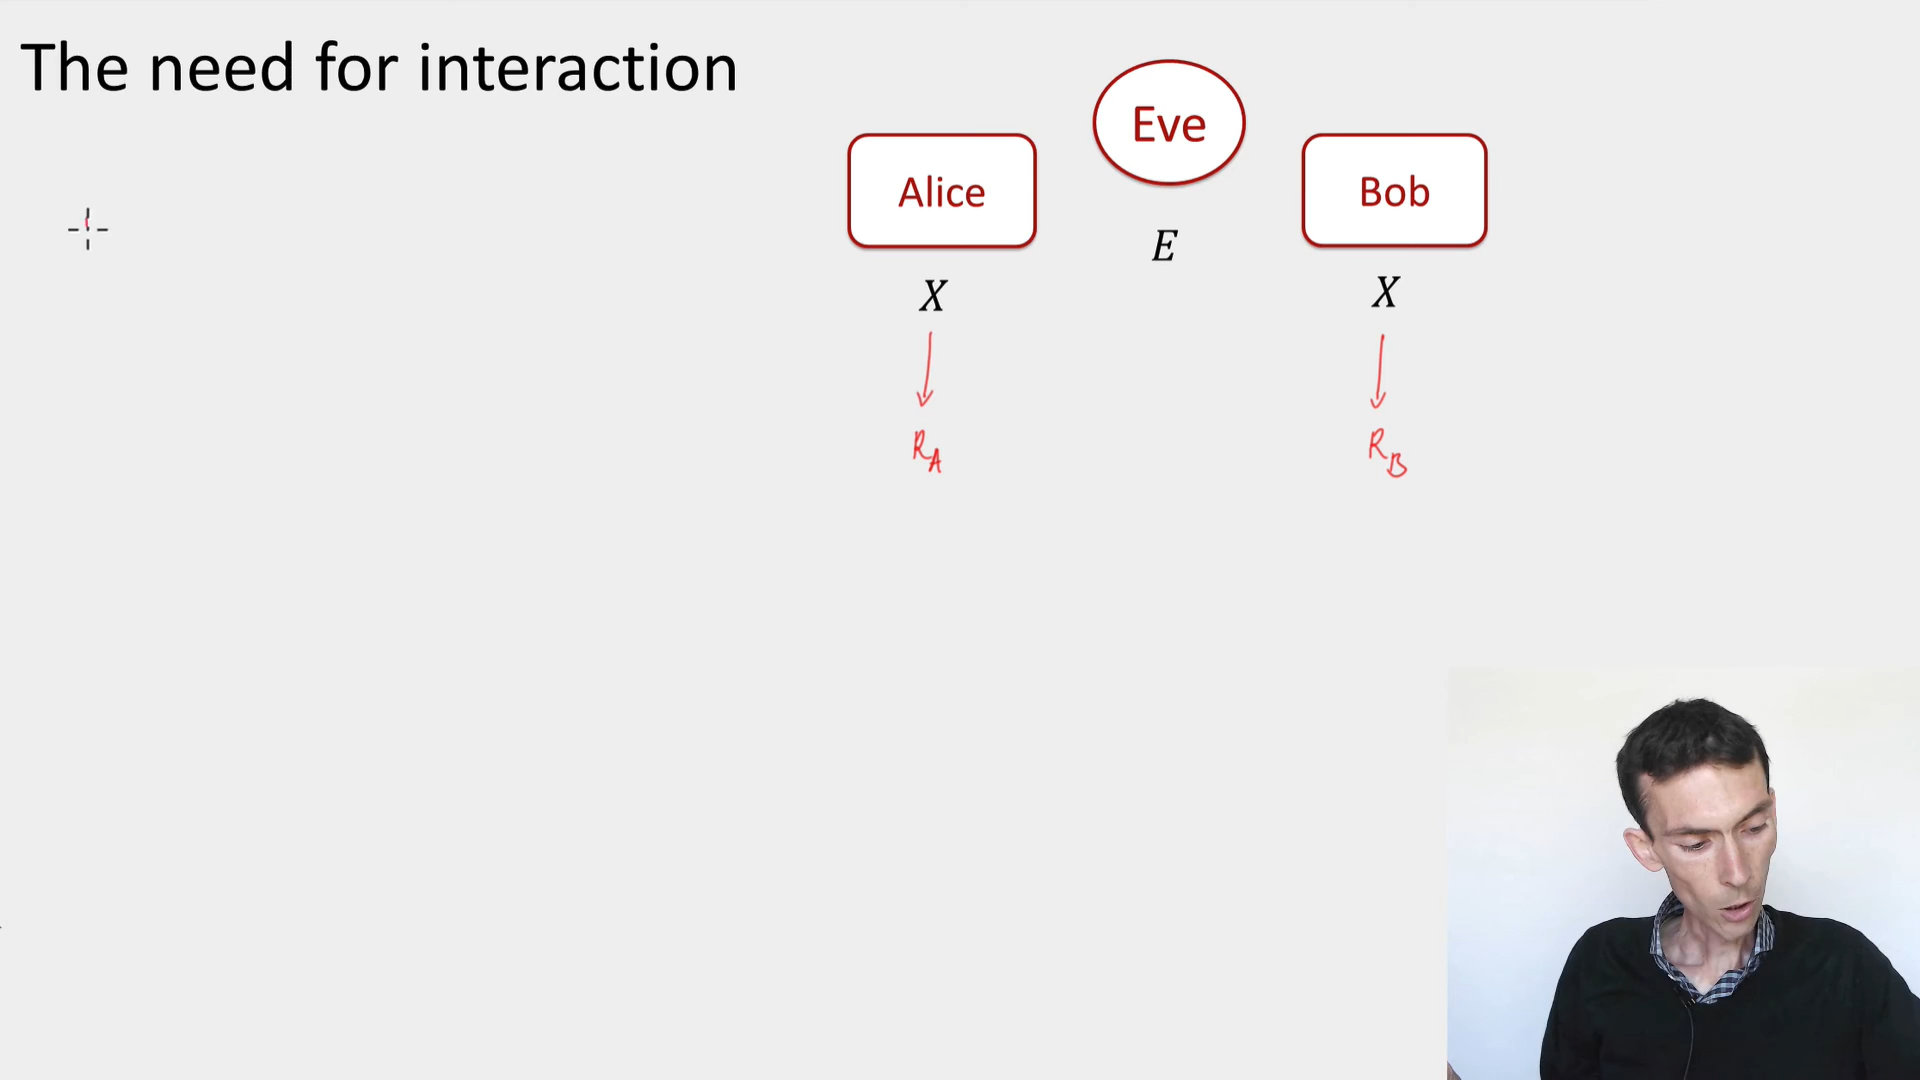 The need for interaction
Eve
Alice
Bob
E
X
X
R_A
R_B